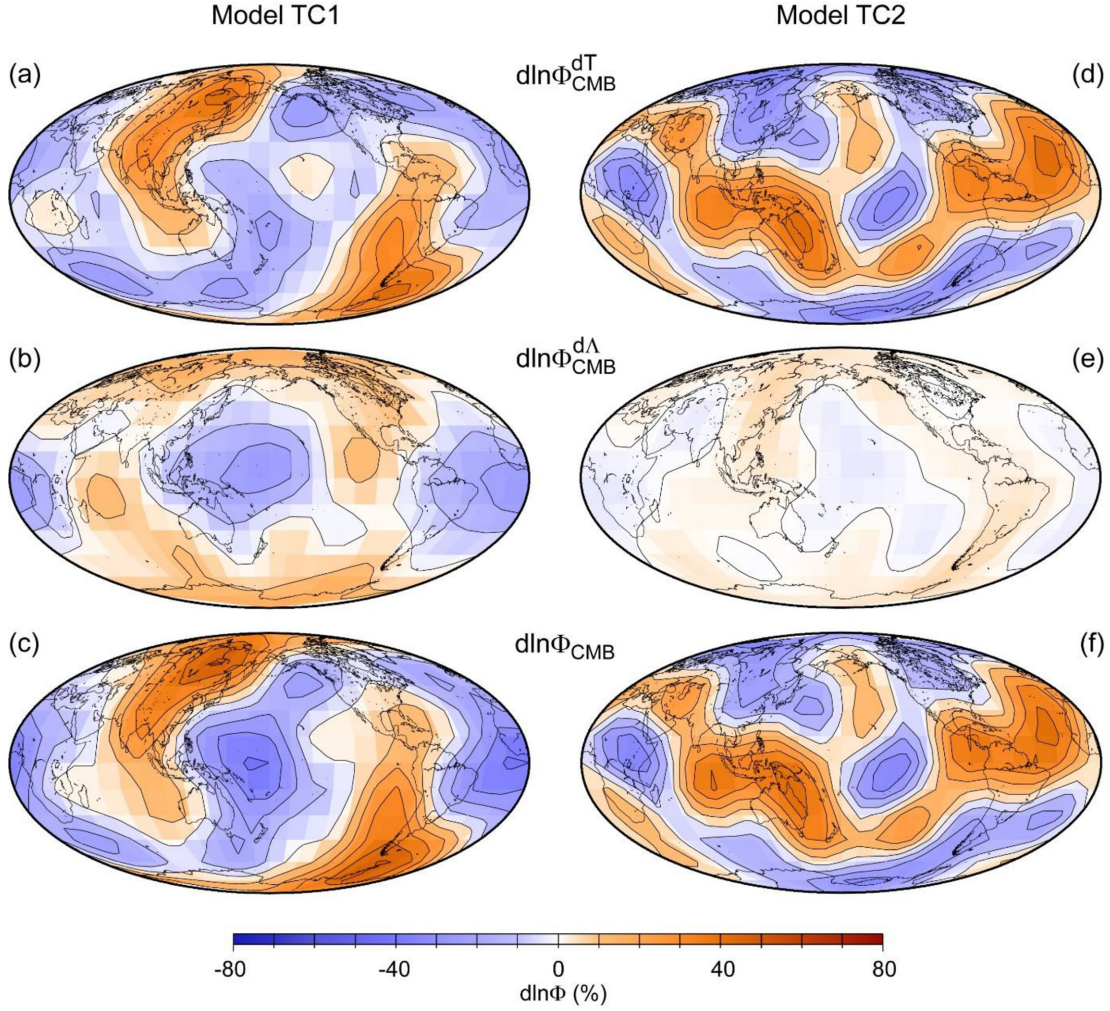 Model TC1 Model TC2
(a) dlnΦ^dT_CMB (d)
(b) dlnΦ^dΛ_CMB (e)
(c) dlnΦ_CMB (f)
-80 -40 0 40 80
dlnΦ (%)